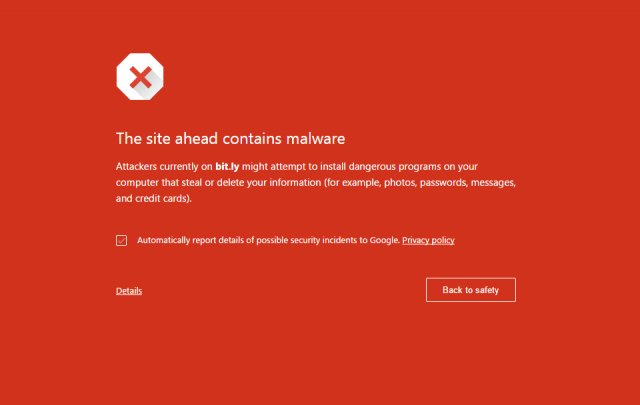 The site ahead contains malware
Attackers currently on bit.ly might attempt to install dangerous programs on your
computer that steal or delete your information (for example, photos, passwords, messages,
and credit cards).
Automatically report details of possible security incidents to Google. Privacy policy
Details
Back to safety